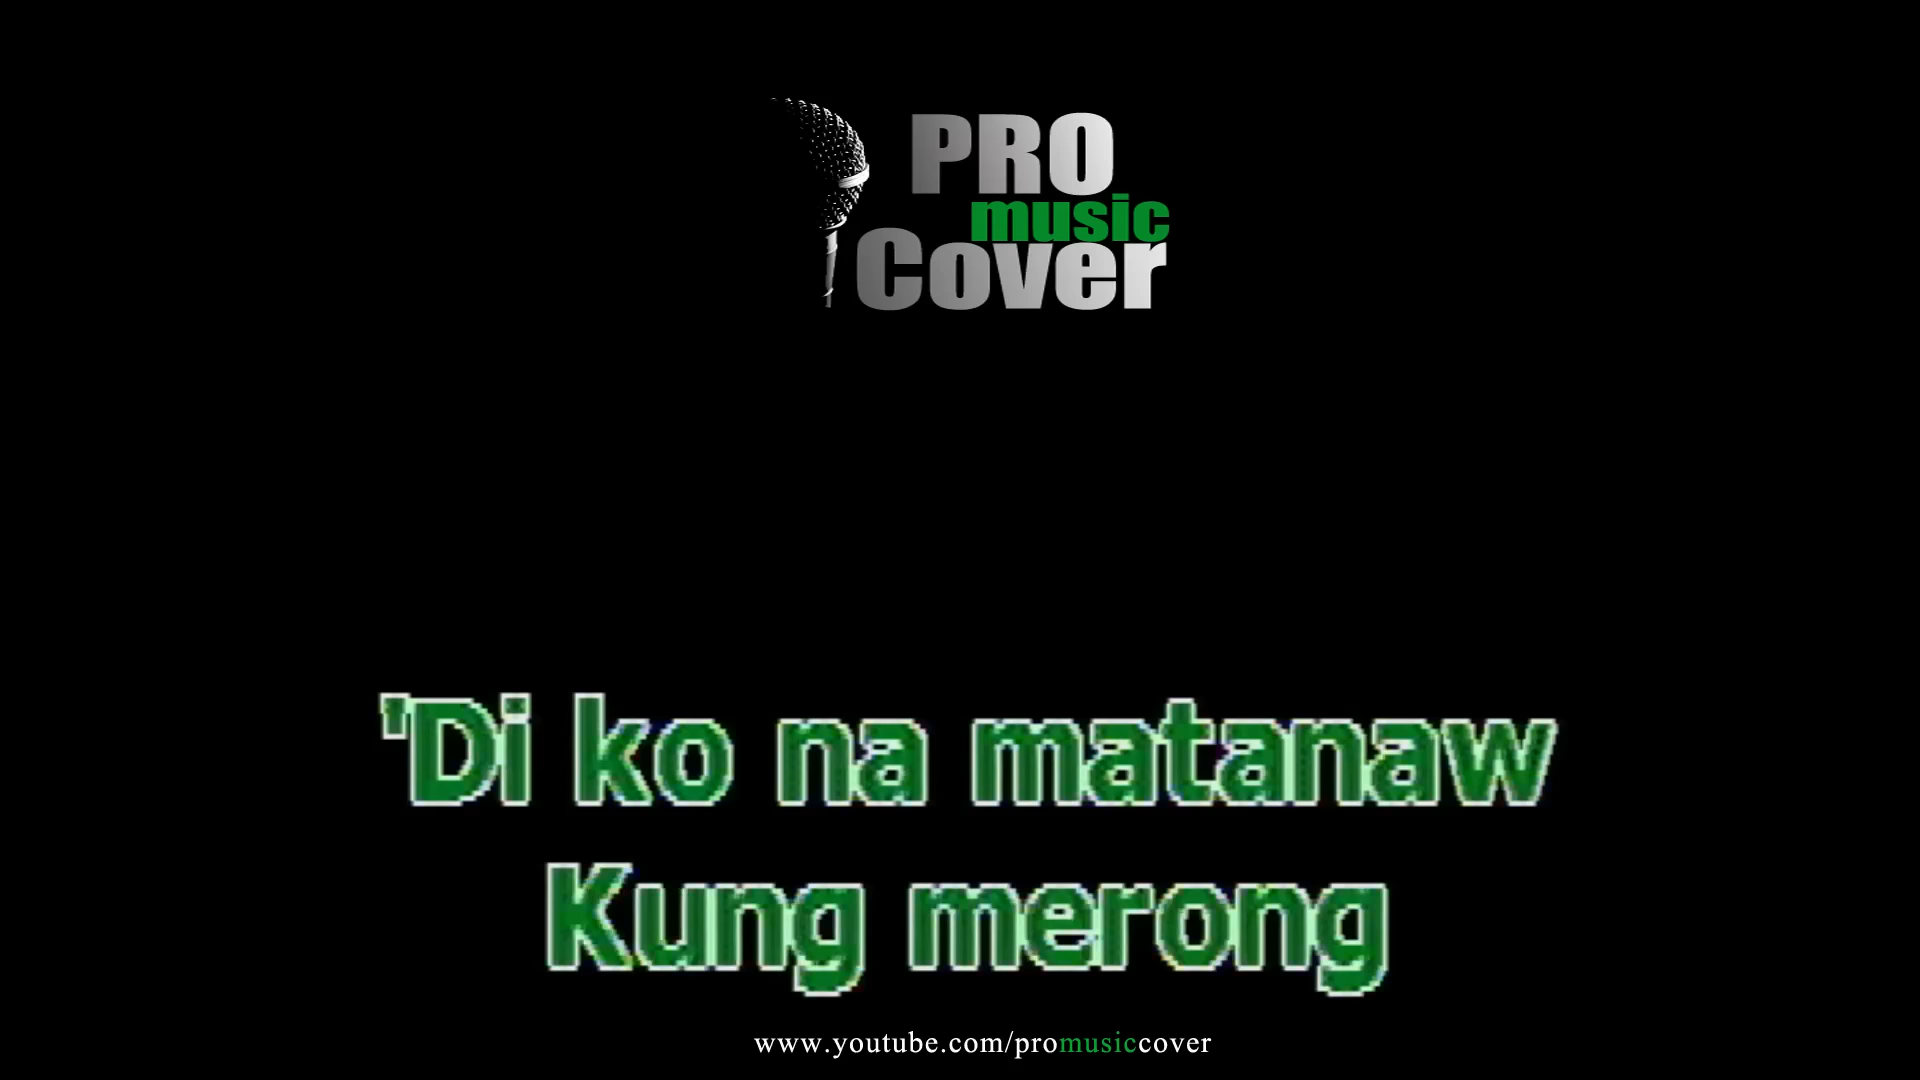 PRO
music
Cover
'Di ko na matanaw
Kung merong
www.youtube.com/promusiccover